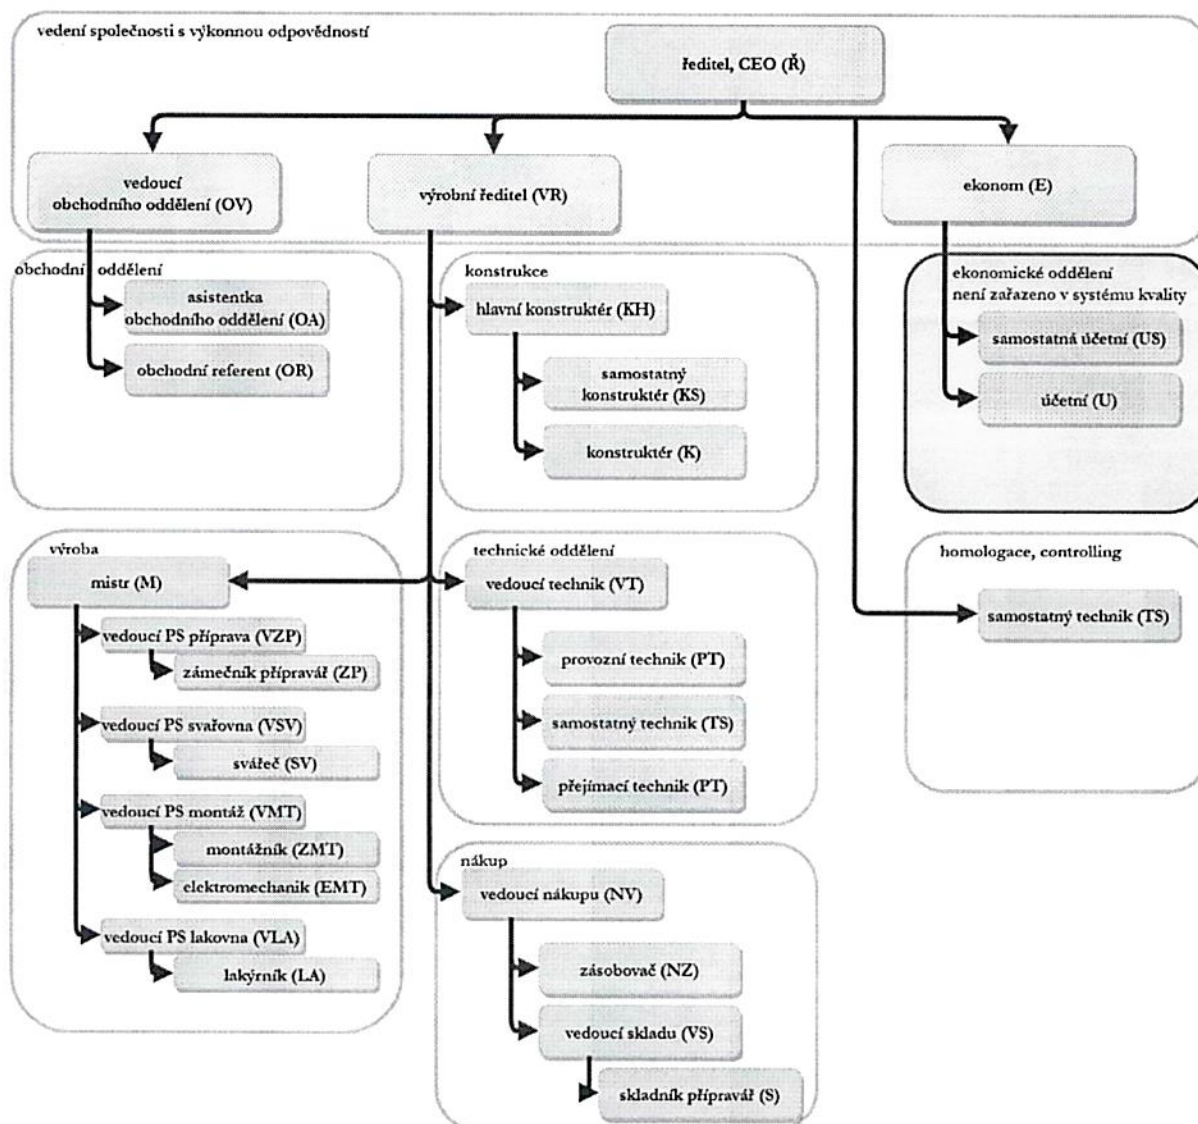 vedení společnosti s výkonnou odpovědností
ředitel, CEO (Ř)
vedoucí
obchodního oddělení (OV)
výrobní ředitel (VR)
ekonom (E)
obchodní oddělení
asistentka
obchodního oddělení (OA)
obchodní referent (OR)
konstrukce
hlavní konstruktér (KH)
samostatný
konstruktér (KS)
konstruktér (K)
ekonomické oddělení
není zařazeno v systému kvality
samostatná účetní (US)
účetní (U)
výroba
mistr (M)
vedoucí PS příprava (VZP)
zámečník přípravář (ZP)
vedoucí PS svařovna (VSV)
svářeč (SV)
vedoucí PS montáž (VMT)
montážník (ZMT)
elektromechanik (EMT)
vedoucí PS lakovna (VLA)
lakýrník (LA)
technické oddělení
vedoucí technik (VT)
provozní technik (PT)
samostatný technik (TS)
přejímací technik (PT)
homologace, controlling
samostatný technik (TS)
nákup
vedoucí nákupu (NV)
zásobovač (NZ)
vedoucí skladu (VS)
skladník přípravář (S)